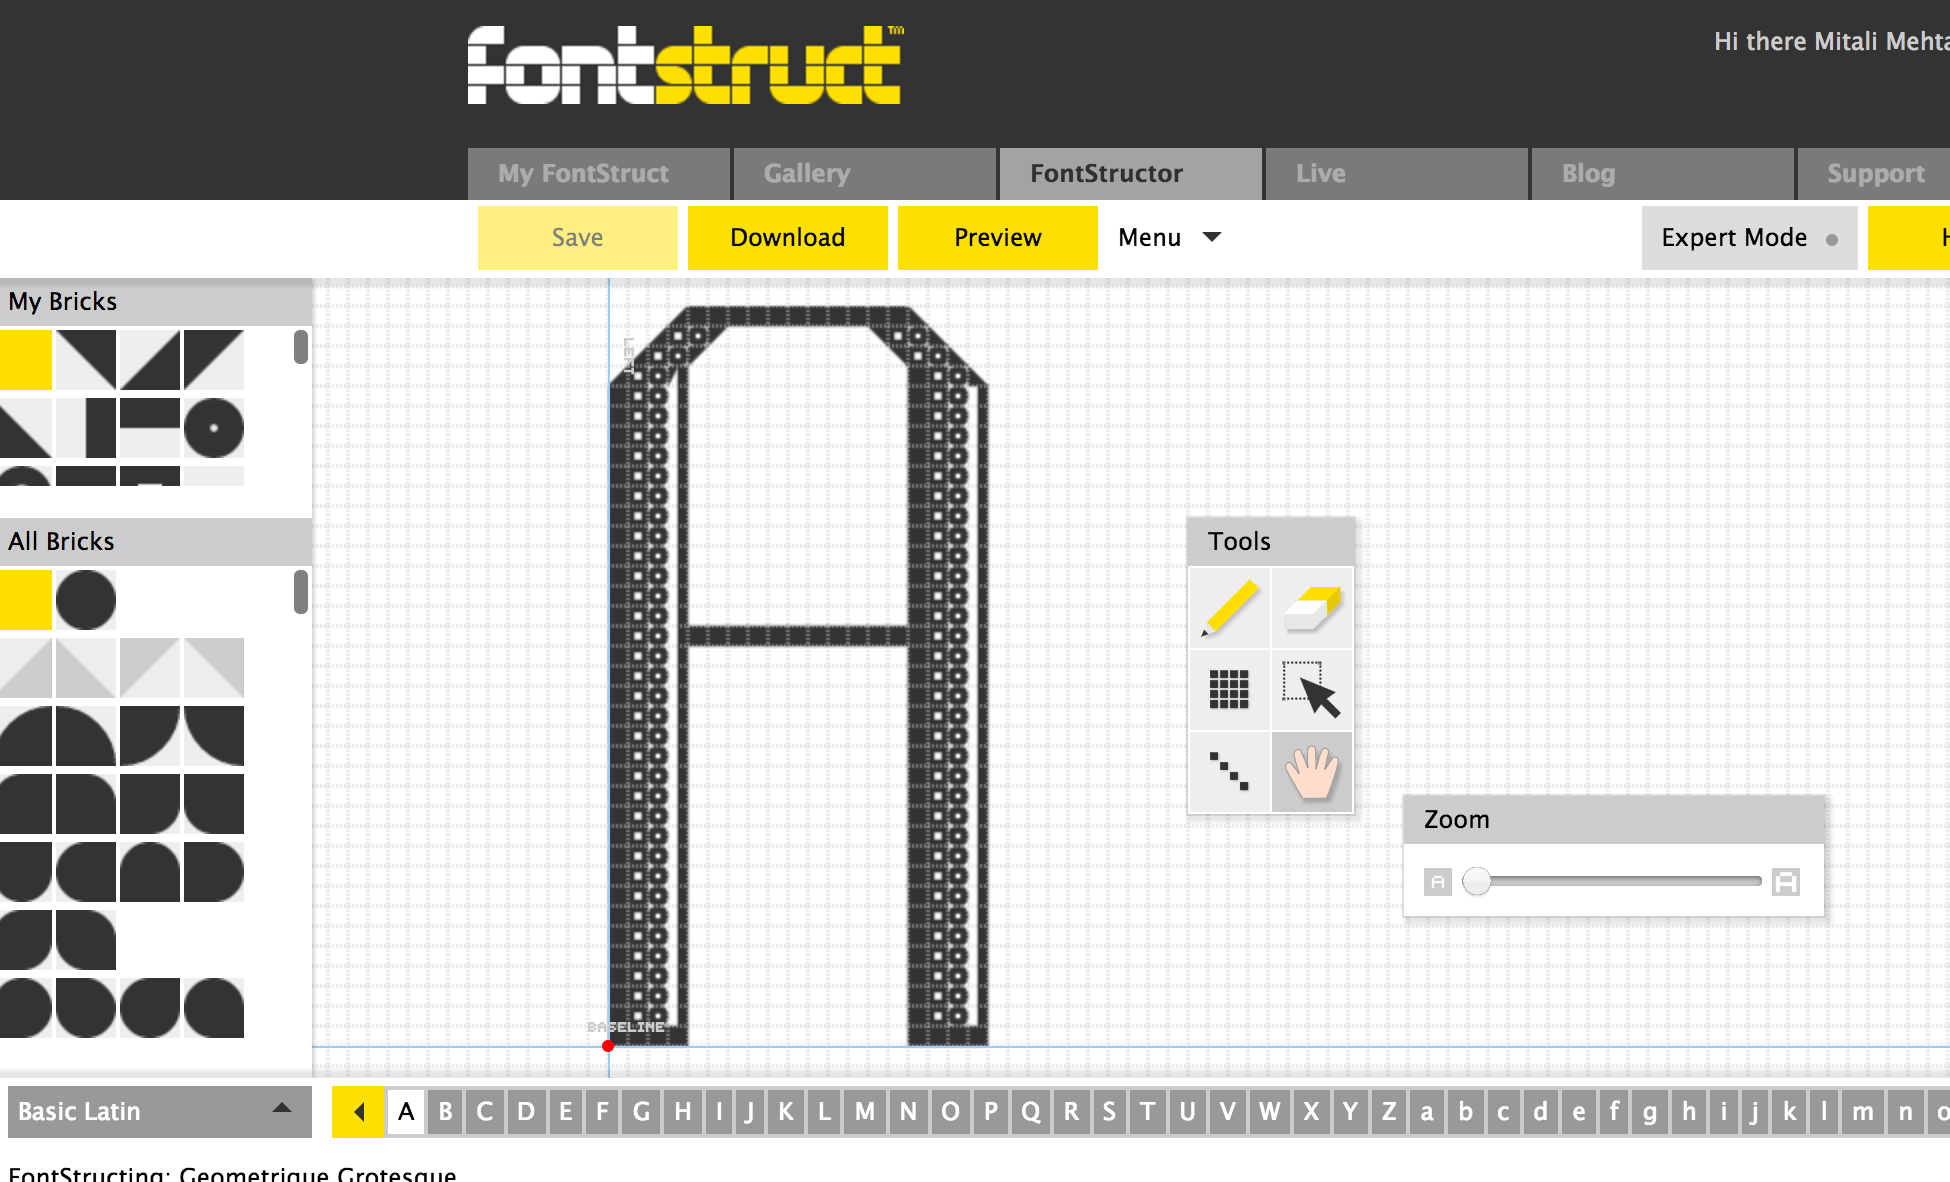 fontstruct™
Hi there Mitali Mehta
My FontStruct Gallery FontStructor Live Blog Support
Save Download Preview Menu Expert Mode
My Bricks
LEFT
All Bricks
Tools
Zoom
A A
BASELINE
Basic Latin A B C D E F G H I J K L M N O P Q R S T U V W X Y Z a b c d e f g h i j k l m n o
FontStructing: Geometrique Grotesque